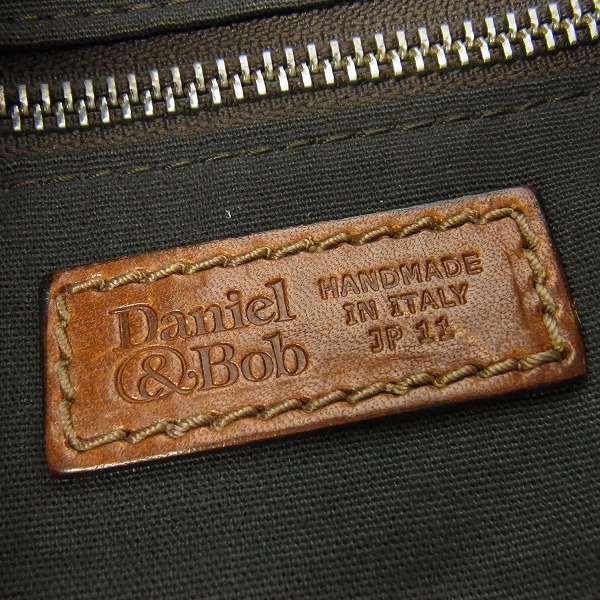 Daniel
&Bob
HANDMADE
IN ITALY
JP 11